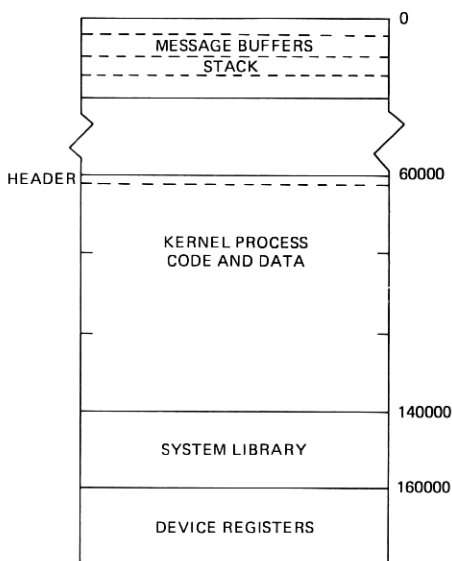 0
MESSAGE BUFFERS
STACK
HEADER
60000
KERNEL PROCESS
CODE AND DATA
140000
SYSTEM LIBRARY
160000
DEVICE REGISTERS